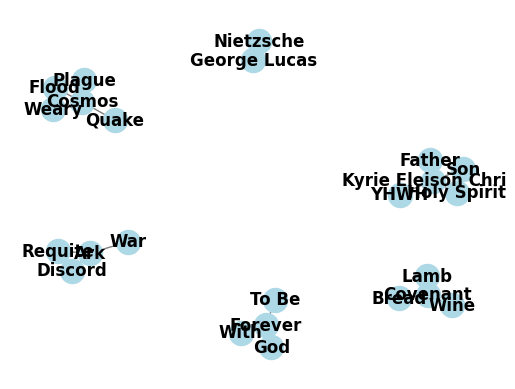 Nietzsche
George Lucas
Plague
Flood
Cosmos
Weary
Quake
Father
Son
Kyrie Eleison Chri
YHWH
Holy Spirit
War
Requite
Ark
Discord
Lamb
Covenant
Bread
Wine
To Be
Forever
With
God